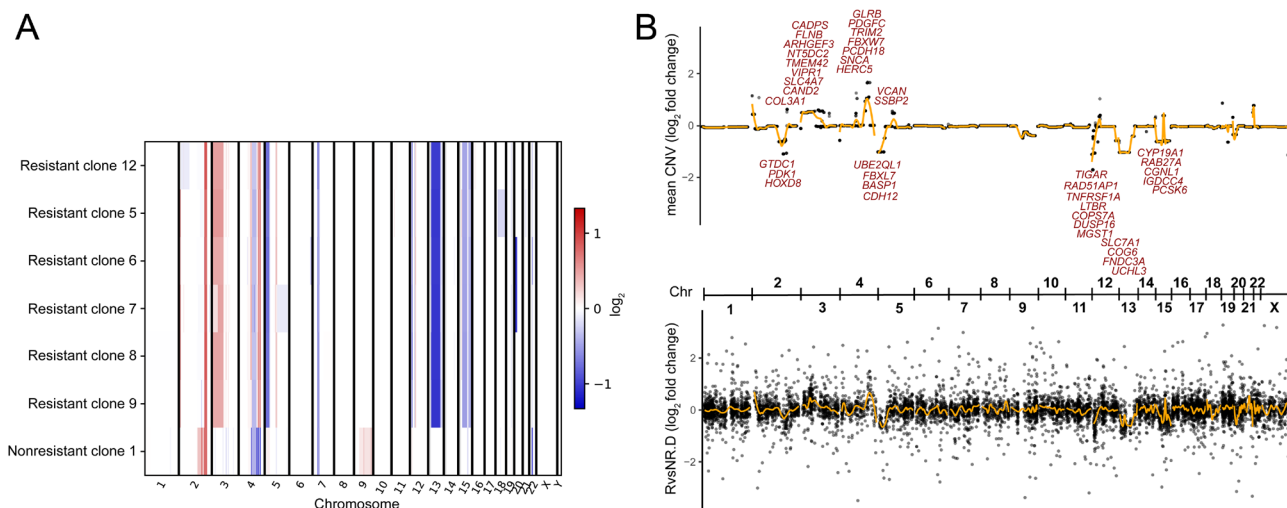 A
Resistant clone 12
Resistant clone 5
Resistant clone 6
Resistant clone 7
Resistant clone 8
Resistant clone 9
Nonresistant clone 1
1
2
3
4
5
6
7
8
9
10
11
12
13
14
15
16
17
18
19
20
21
22
X
Y
Chromosome
1
0
−1
log2
B
mean CNV (log2 fold change)
2
0
−2
COL3A1
CADPS
FLNB
ARHGEF3
NT5DC2
TMEM42
VIPR1
SLC4A7
CAND2
GLRB
PDGFC
TRIM2
FBXW7
PCDH18
SNCA
HERC5
VCAN
SSBP2
GTDC1
PDK1
HOXD8
UBE2QL1
FBXL7
BASP1
CDH12
TIGAR
RAD51AP1
TNFRSF1A
LTBR
COPS7A
DUSP16
MGST1
SLC7A1
COG6
FNDC3A
UCHL3
CYP19A1
RAB27A
CGNL1
IGDCC4
PCSK6
Chr
2 4 6 8 10 12 14 16 18 20 22
1 3 5 7 9 11 13 15 17 19 21 X
RvsNR.D (log2 fold change)
2
0
−2